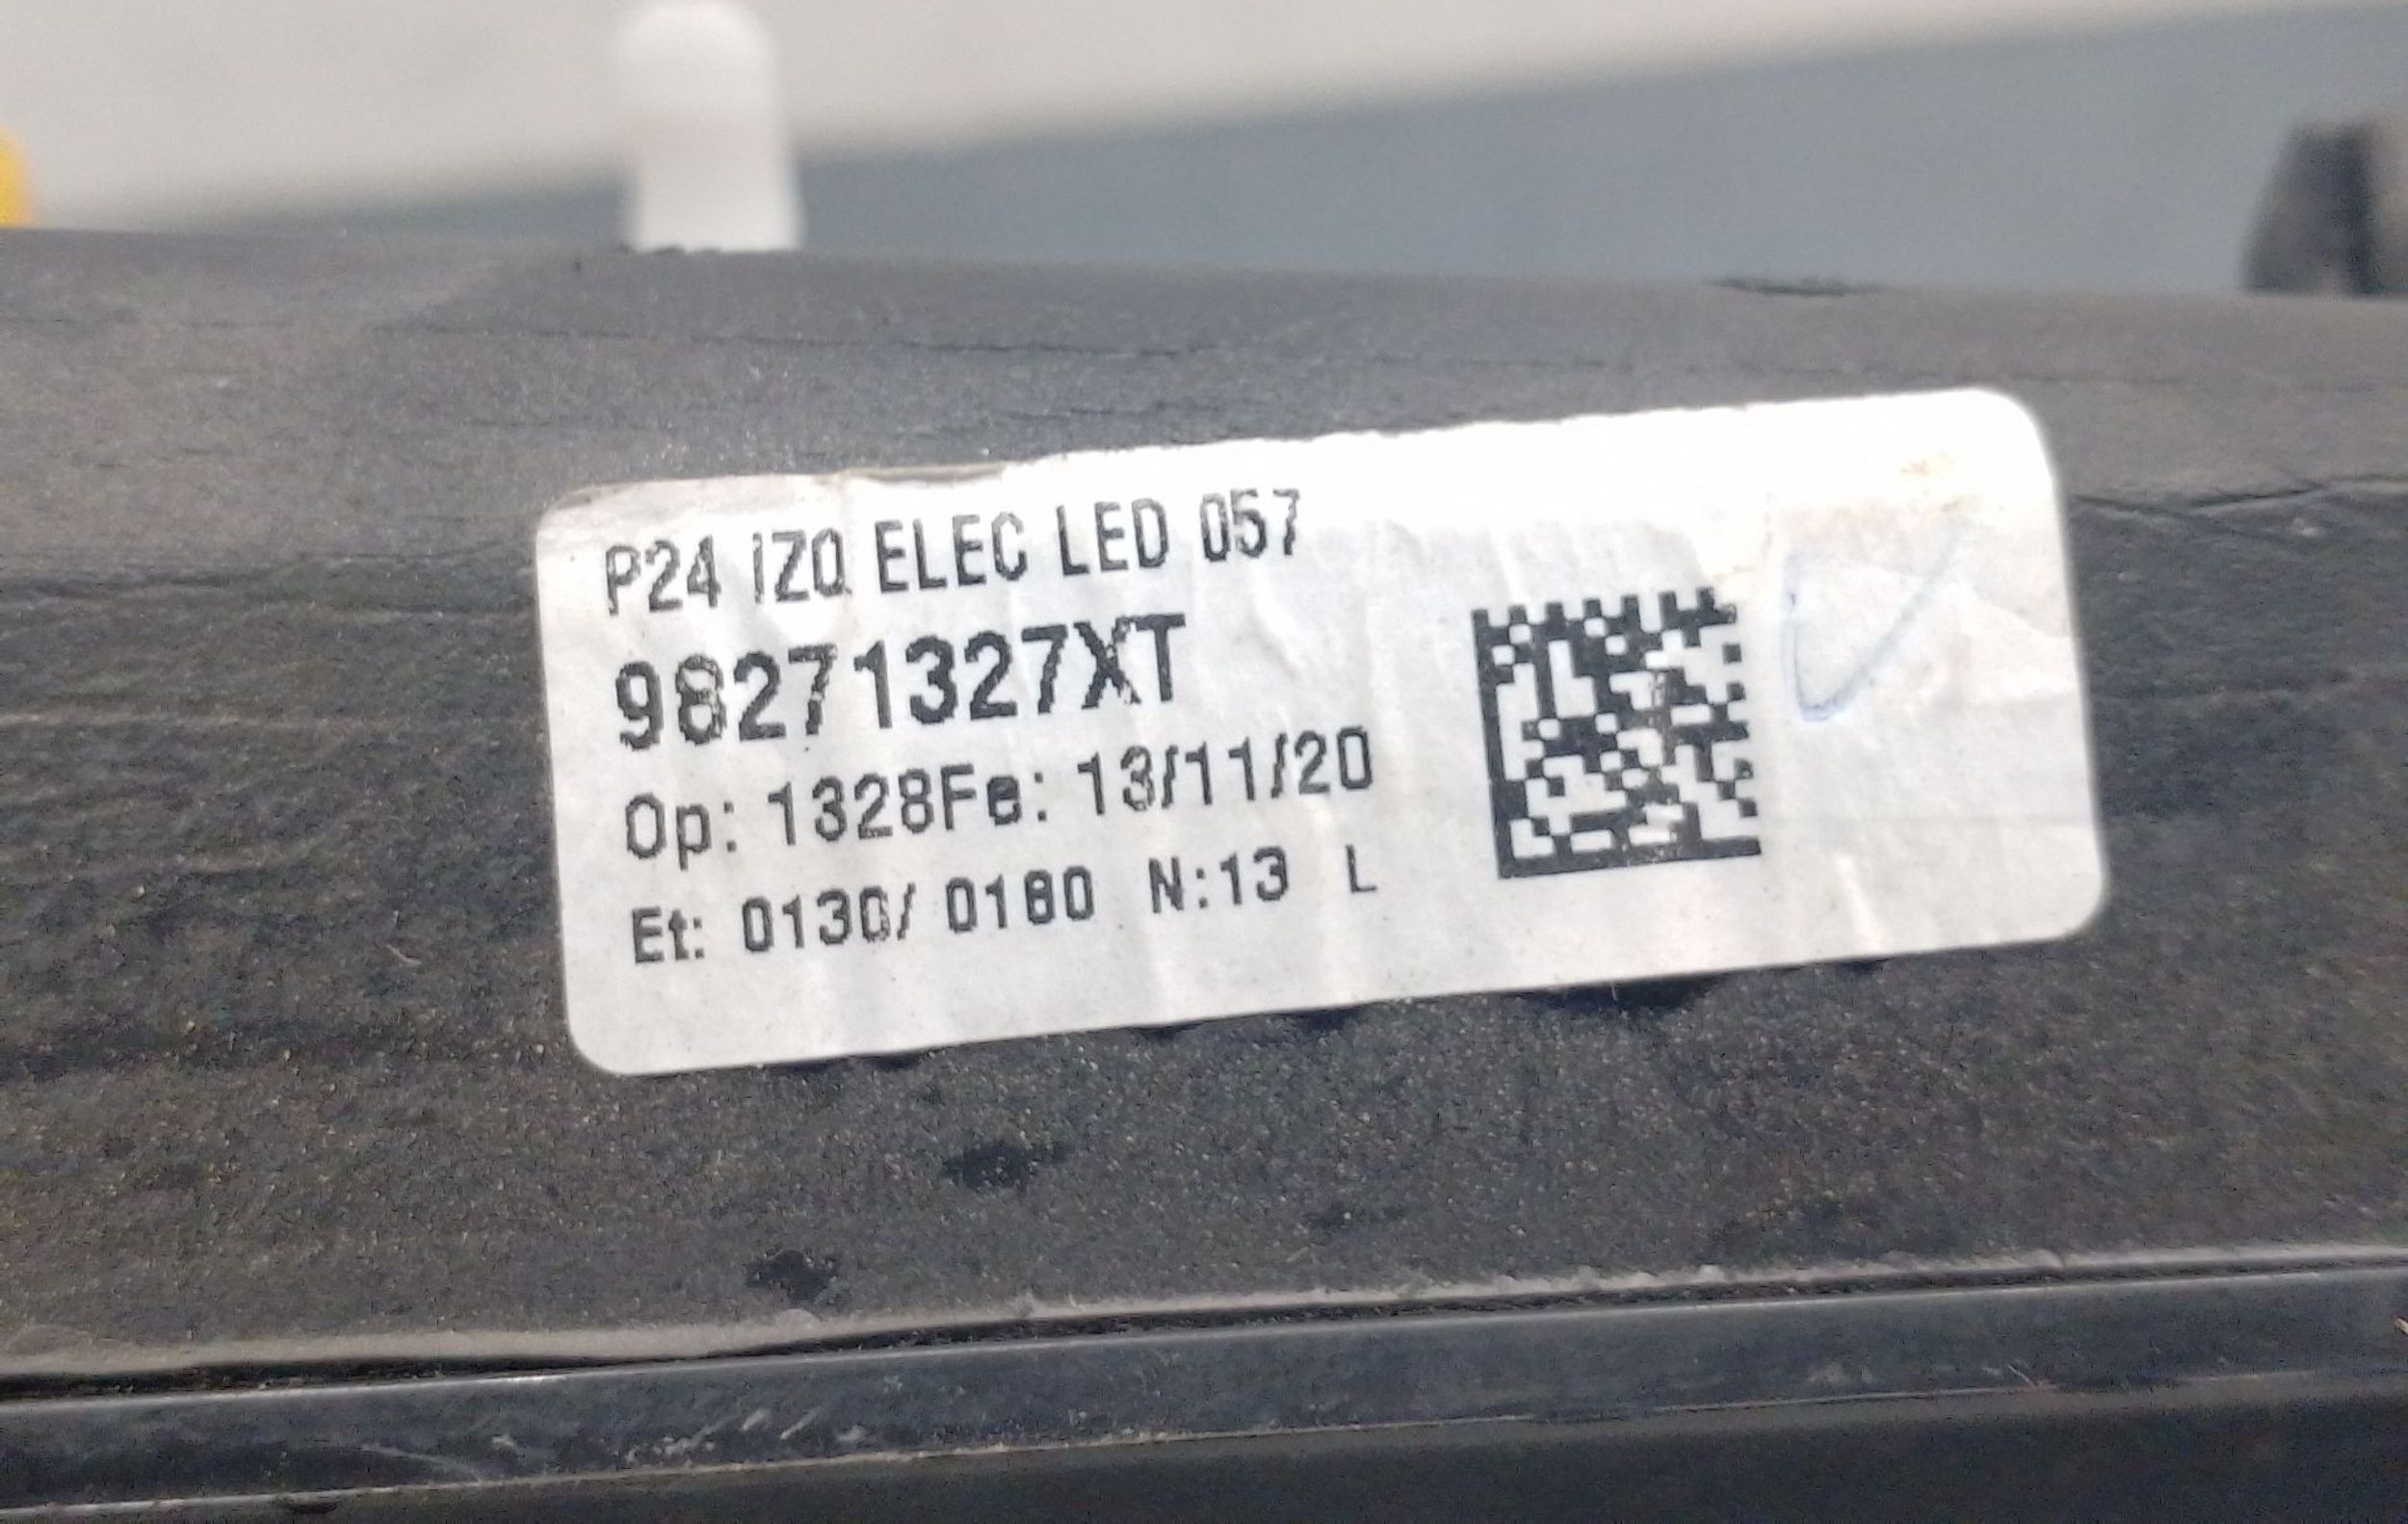 P24 IZQ ELEC LED 057
98271327XT
Op: 1328Fe: 13/11/20
Et: 0130/ 0180 N:13 L